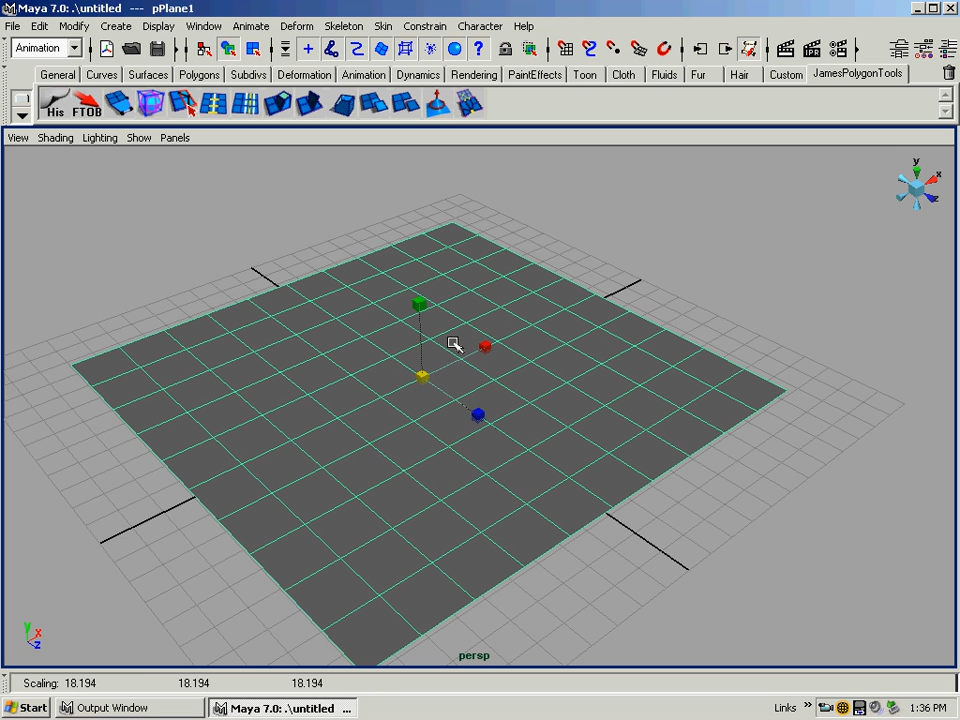 Maya 7.0: .\untitled --- pPlane1
File Edit Modify Create Display Window Animate Deform Skeleton Skin Constrain Character Help
Animation
General Curves Surfaces Polygons Subdivs Deformation Animation Dynamics Rendering PaintEffects Toon Cloth Fluids Fur Hair Custom JamesPolygonTools
His FTOB
View Shading Lighting Show Panels
y
x
z
y
x
z
persp
Scaling: 18.194 18.194 18.194
Start Output Window Maya 7.0: .\untitled ... Links » 1:36 PM